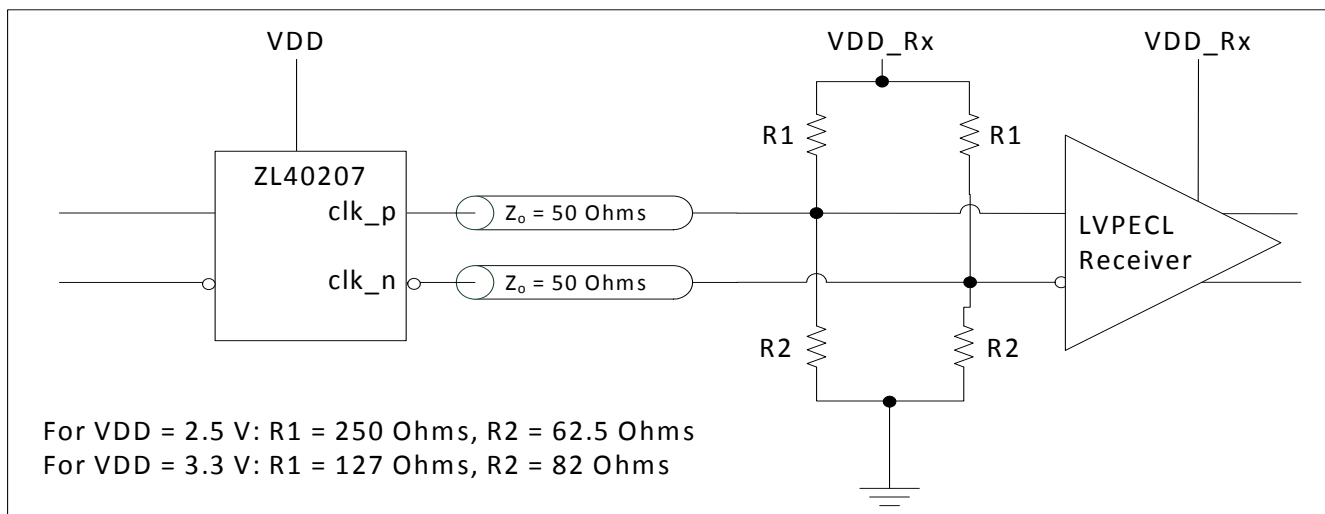 VDD
VDD_Rx
VDD_Rx
R1
R1
ZL40207
clk_p
Zo = 50 Ohms
LVPECL
Receiver
clk_n
Zo = 50 Ohms
R2
R2
For VDD = 2.5 V: R1 = 250 Ohms, R2 = 62.5 Ohms
For VDD = 3.3 V: R1 = 127 Ohms, R2 = 82 Ohms